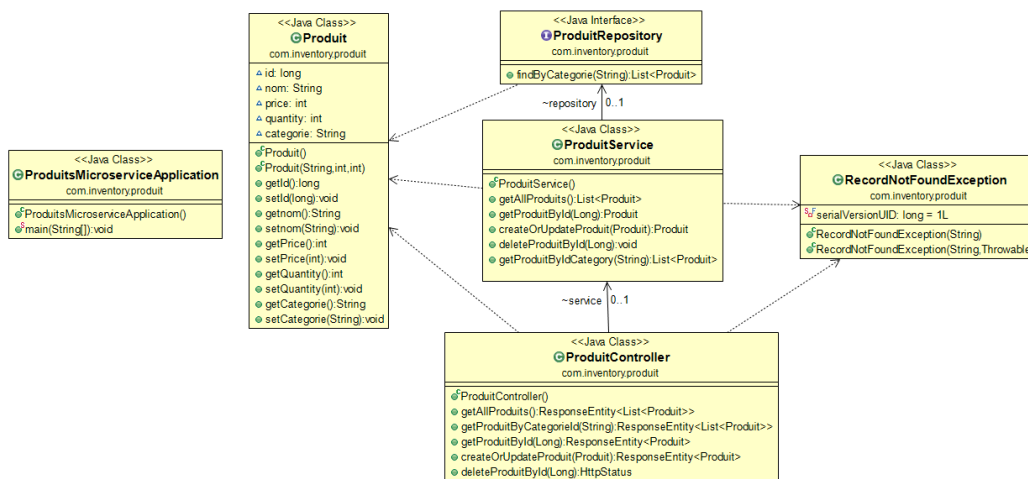 <<Java Class>>
ProduitsMicroserviceApplication
com.inventory.produit
ProduitsMicroserviceApplication()
main(String[]):void
<<Java Class>>
Produit
com.inventory.produit
id: long
nom: String
price: int
quantity: int
categorie: String
Produit()
Produit(String,int,int)
getId():long
setId(long):void
getnom():String
setnom(String):void
getPrice():int
setPrice(int):void
getQuantity():int
setQuantity(int):void
getCategorie():String
setCategorie(String):void
<<Java Interface>>
ProduitRepository
com.inventory.produit
findByCategorie(String):List<Produit>
~repository 0..1
<<Java Class>>
ProduitService
com.inventory.produit
ProduitService()
getAllProduits():List<Produit>
getProduitById(Long):Produit
createOrUpdateProduit(Produit):Produit
deleteProduitById(Long):void
getProduitByIdCategory(String):List<Produit>
~service 0..1
<<Java Class>>
ProduitController
com.inventory.produit
ProduitController()
getAllProduits():ResponseEntity<List<Produit>>
getProduitByCategorieId(String):ResponseEntity<List<Produit>>
getProduitById(Long):ResponseEntity<Produit>
createOrUpdateProduit(Produit):ResponseEntity<Produit>
deleteProduitById(Long):HttpStatus
<<Java Class>>
RecordNotFoundException
com.inventory.produit
serialVersionUID: long = 1L
RecordNotFoundException(String)
RecordNotFoundException(String,Throwable